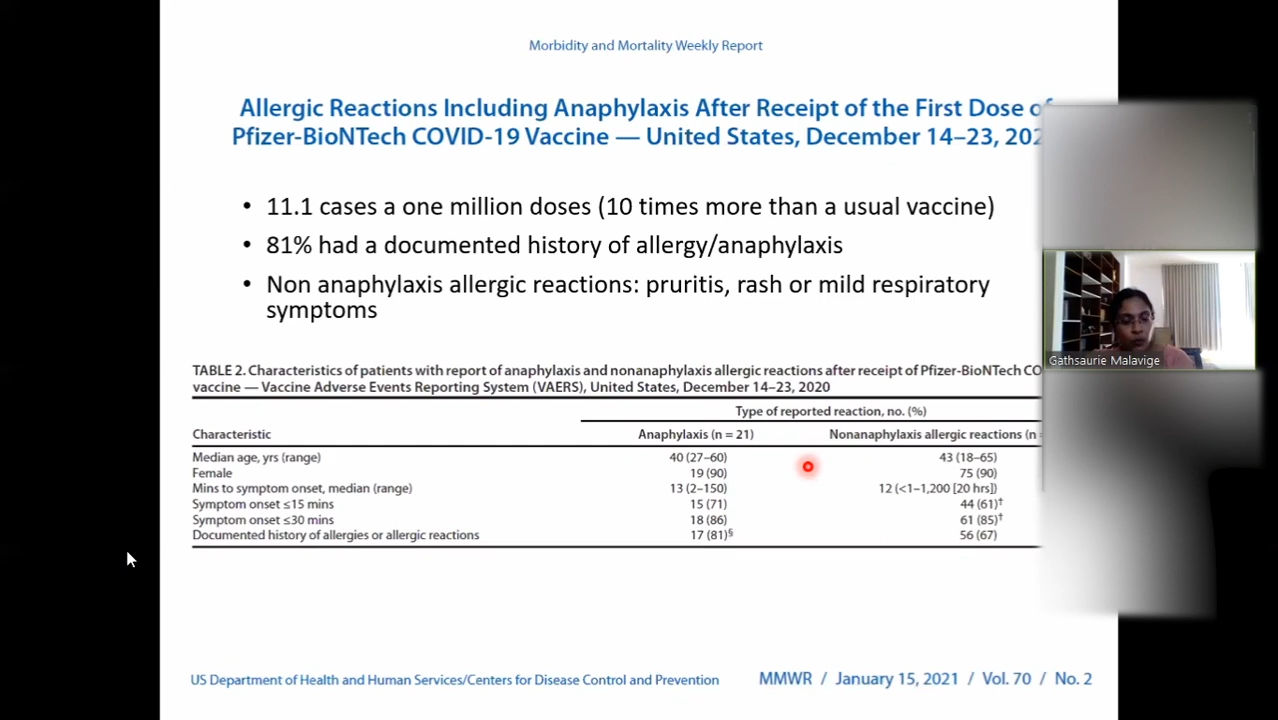 Morbidity and Mortality Weekly Report
Allergic Reactions Including Anaphylaxis After Receipt of the First Dose of
Pfizer-BioNTech COVID-19 Vaccine — United States, December 14–23, 202
• 11.1 cases a one million doses (10 times more than a usual vaccine)
• 81% had a documented history of allergy/anaphylaxis
• Non anaphylaxis allergic reactions: pruritis, rash or mild respiratory
symptoms
TABLE 2. Characteristics of patients with report of anaphylaxis and nonanaphylaxis allergic reactions after receipt of Pfizer-BioNTech CO
vaccine — Vaccine Adverse Events Reporting System (VAERS), United States, December 14–23, 2020
Type of reported reaction, no. (%)
Characteristic Anaphylaxis (n = 21) Nonanaphylaxis allergic reactions (n =
Median age, yrs (range) 40 (27–60) 43 (18–65)
Female 19 (90) 75 (90)
Mins to symptom onset, median (range) 13 (2–150) 12 (<1–1,200 [20 hrs])
Symptom onset ≤15 mins 15 (71) 44 (61)†
Symptom onset ≤30 mins 18 (86) 61 (85)†
Documented history of allergies or allergic reactions 17 (81)§ 56 (67)
Gathsaurie Malavige
US Department of Health and Human Services/Centers for Disease Control and Prevention MMWR / January 15, 2021 / Vol. 70 / No. 2